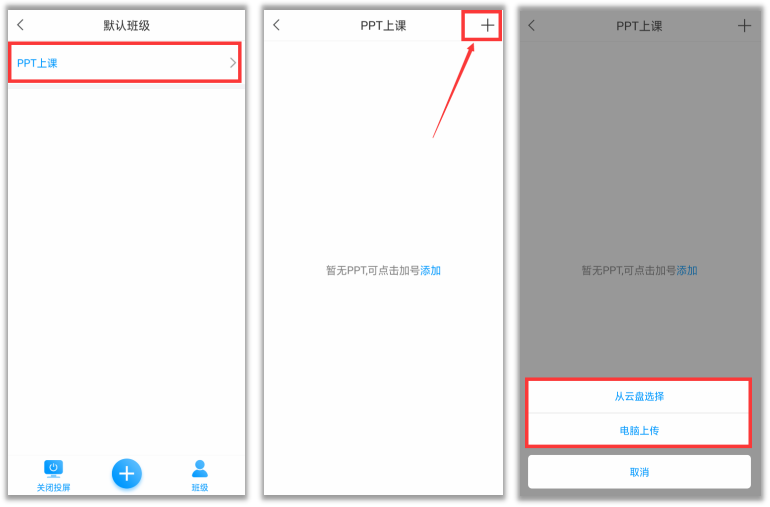 默认班级
PPT上课
关闭投屏
班级
PPT上课
暂无PPT,可点击加号添加
PPT上课
暂无PPT,可点击加号添加
从云盘选择
电脑上传
取消